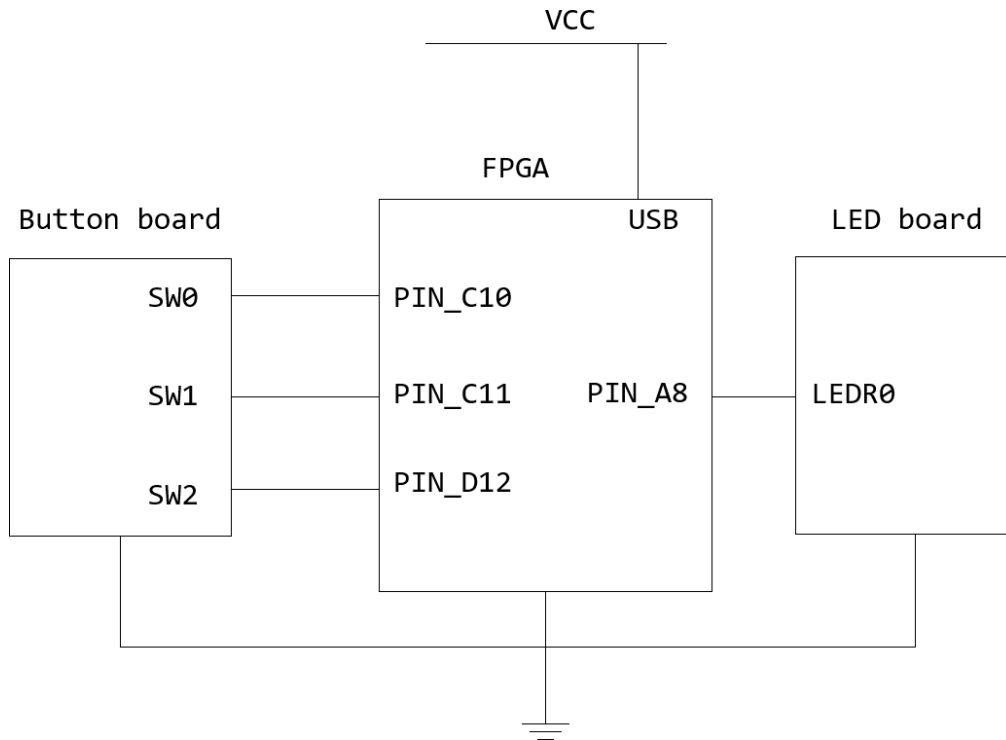 VCC
FPGA
Button board
USB
LED board
SW0
PIN_C10
SW1
PIN_C11
PIN_A8
LEDR0
SW2
PIN_D12